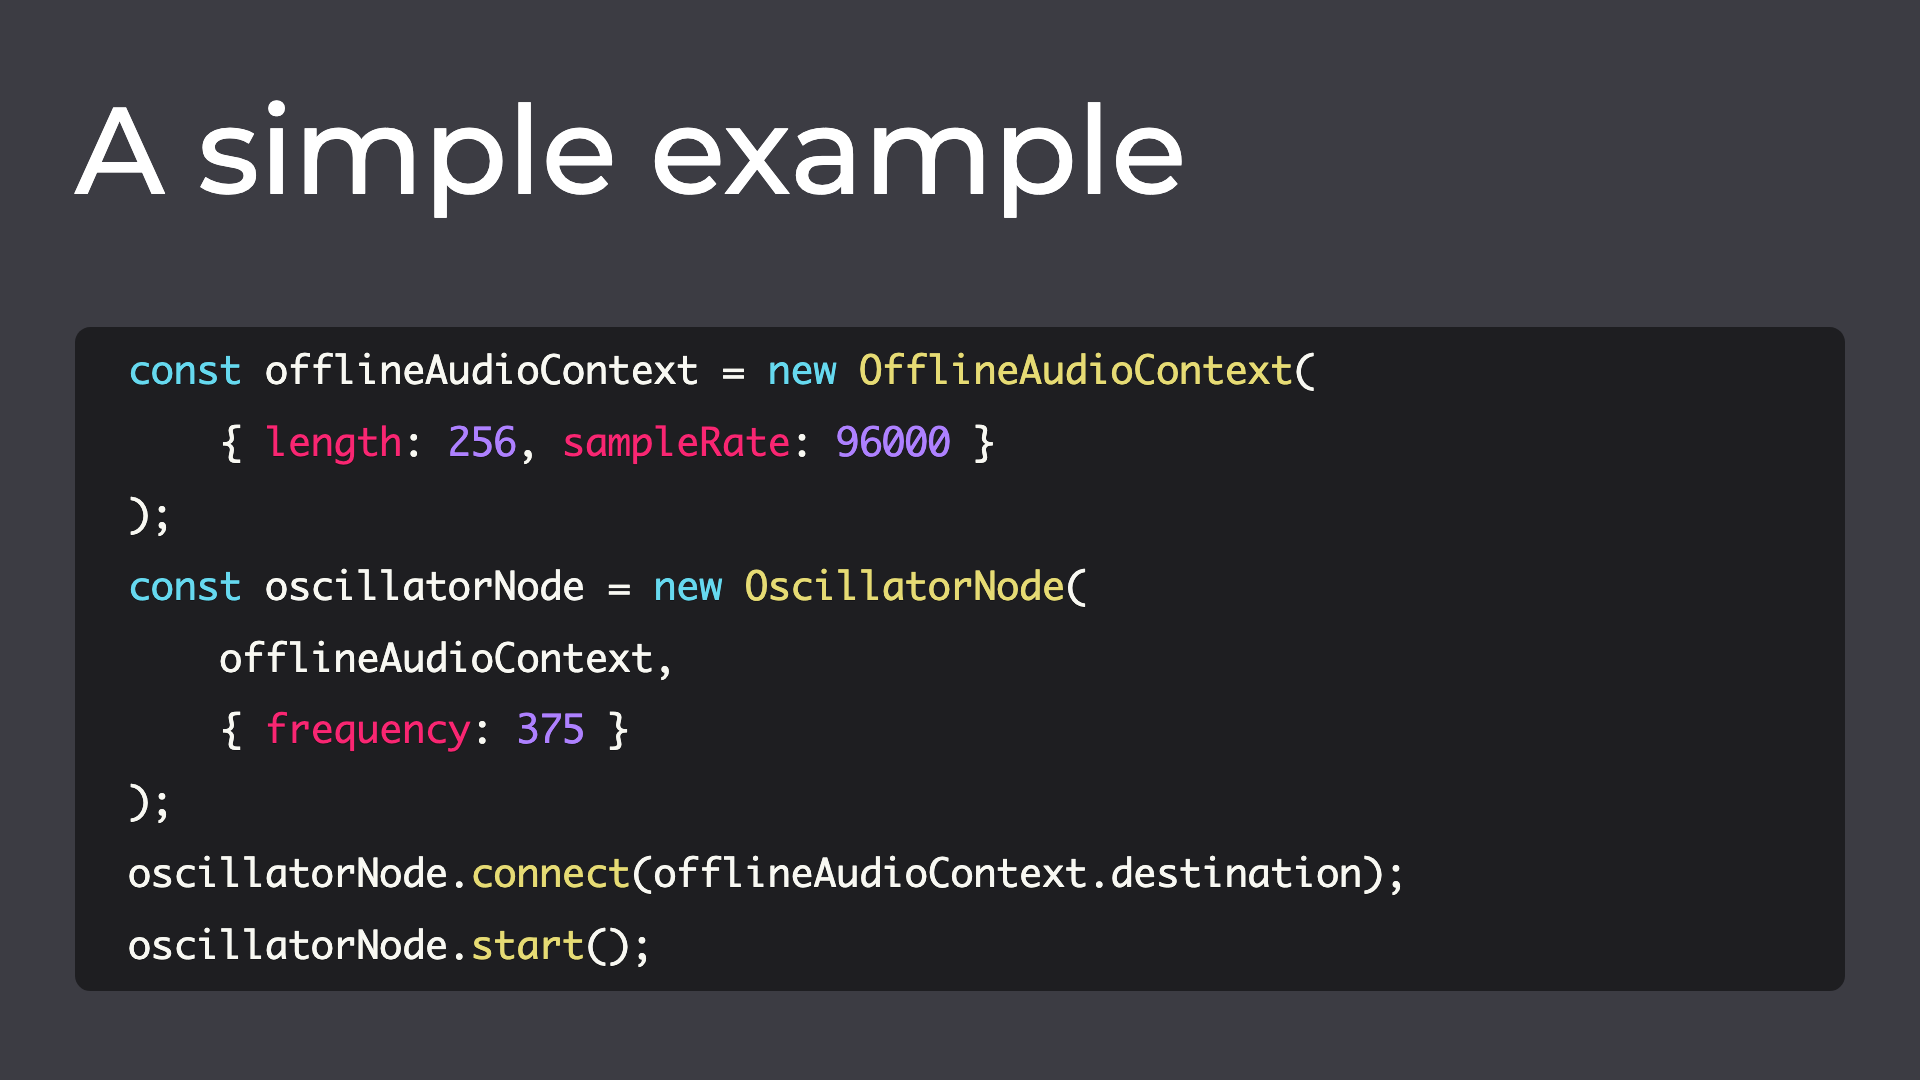 A simple example
const offlineAudioContext = new OfflineAudioContext(
    { length: 256, sampleRate: 96000 }
);
const oscillatorNode = new OscillatorNode(
    offlineAudioContext,
    { frequency: 375 }
);
oscillatorNode.connect(offlineAudioContext.destination);
oscillatorNode.start();